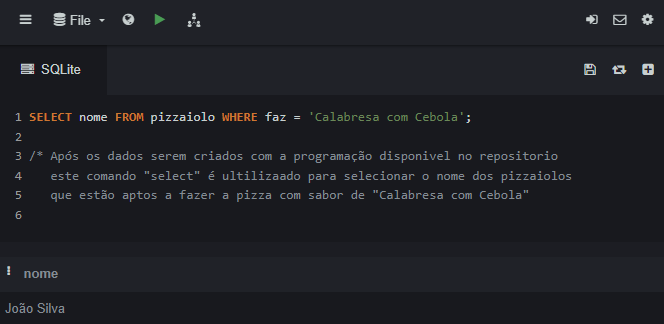 File
SQLite
1 SELECT nome FROM pizzaiolo WHERE faz = 'Calabresa com Cebola';
2
3 /* Após os dados serem criados com a programação disponivel no repositorio
4 este comando "select" é ultilizaado para selecionar o nome dos pizzaiolos
5 que estão aptos a fazer a pizza com sabor de "Calabresa com Cebola"
6
nome
João Silva